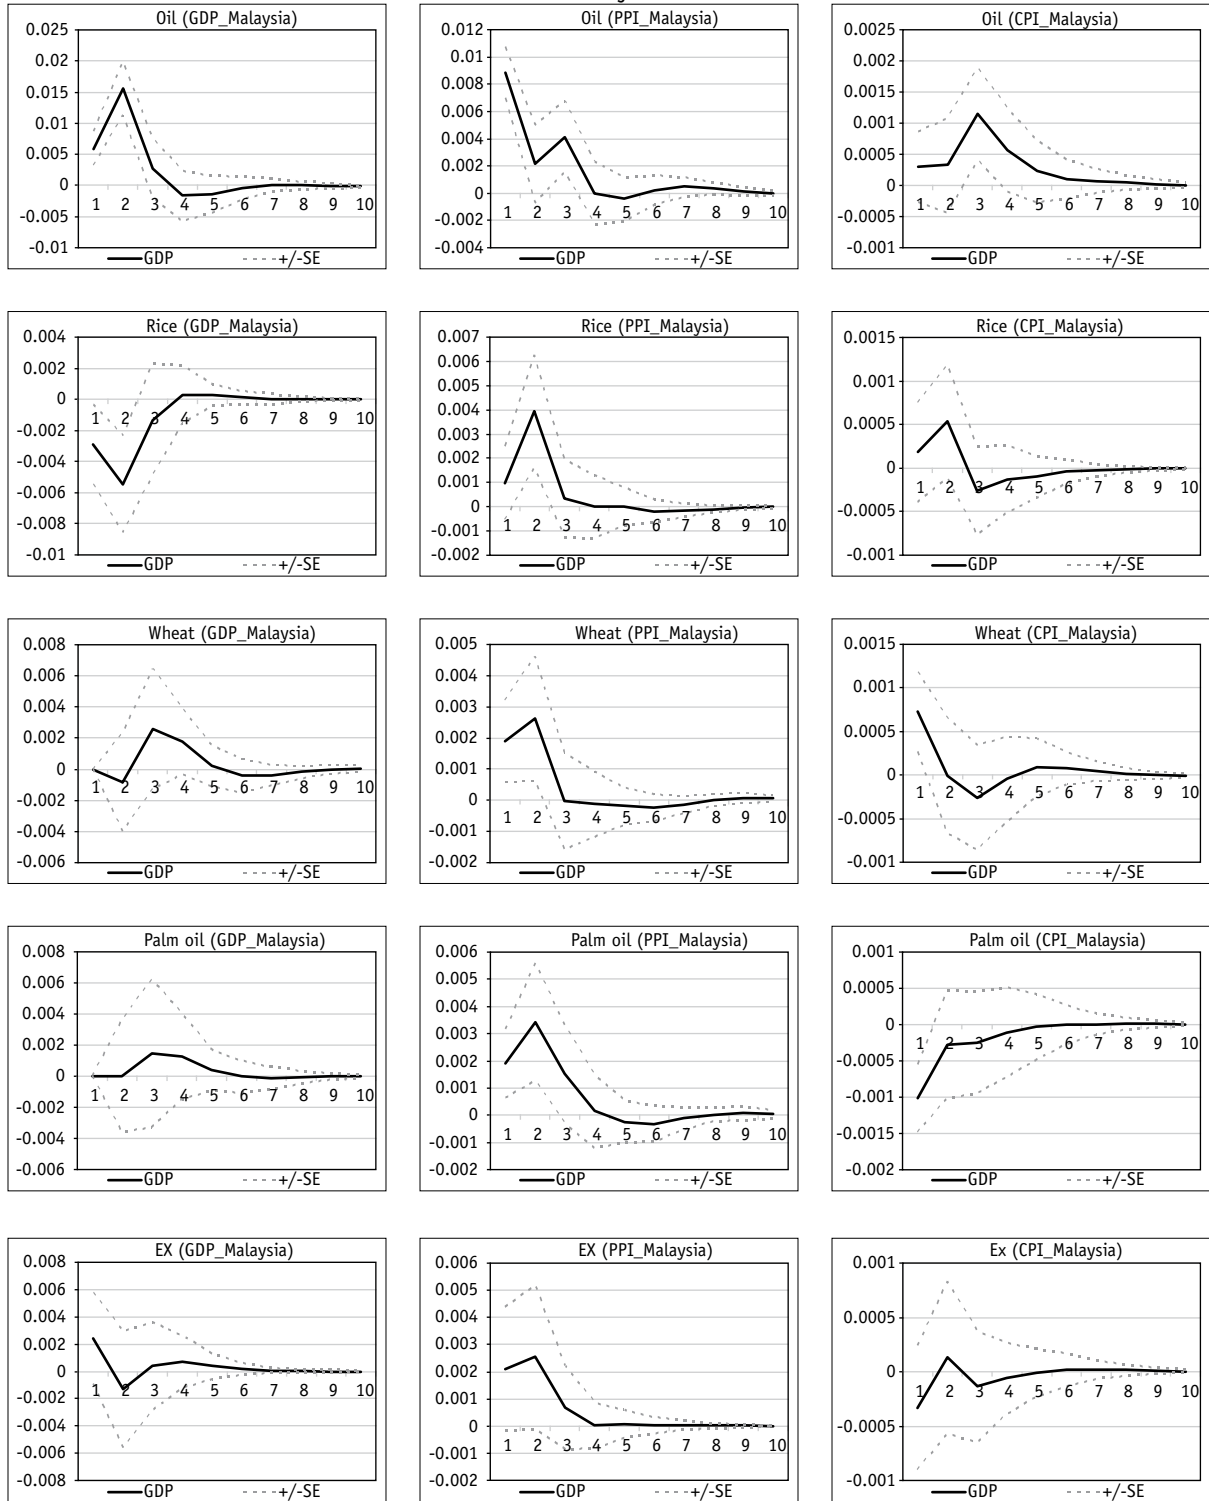 Oil (GDP_Malaysia)
0.025
0.02
0.015
0.01
0.005
0
-0.005
-0.01
1 2 3 4 5 6 7 8 9 10
GDP +/-SE
Oil (PPI_Malaysia)
0.012
0.01
0.008
0.006
0.004
0.002
0
-0.002
-0.004
1 2 3 4 5 6 7 8 9 10
GDP +/-SE
Oil (CPI_Malaysia)
0.0025
0.002
0.0015
0.001
0.0005
0
-0.0005
-0.001
1 2 3 4 5 6 7 8 9 10
GDP +/-SE
Rice (GDP_Malaysia)
0.004
0.002
0
-0.002
-0.004
-0.006
-0.008
-0.01
1 2 3 4 5 6 7 8 9 10
GDP +/-SE
Rice (PPI_Malaysia)
0.007
0.006
0.005
0.004
0.003
0.002
0.001
0
-0.001
-0.002
1 2 3 4 5 6 7 8 9 10
GDP +/-SE
Rice (CPI_Malaysia)
0.0015
0.001
0.0005
0
-0.0005
-0.001
1 2 3 4 5 6 7 8 9 10
GDP +/-SE
Wheat (GDP_Malaysia)
0.008
0.006
0.004
0.002
0
-0.002
-0.004
-0.006
1 2 3 4 5 6 7 8 9 10
GDP +/-SE
Wheat (PPI_Malaysia)
0.005
0.004
0.003
0.002
0.001
0
-0.001
-0.002
1 2 3 4 5 6 7 8 9 10
GDP +/-SE
Wheat (CPI_Malaysia)
0.0015
0.001
0.0005
0
-0.0005
-0.001
1 2 3 4 5 6 7 8 9 10
GDP +/-SE
Palm oil (GDP_Malaysia)
0.008
0.006
0.004
0.002
0
-0.002
-0.004
-0.006
1 2 3 4 5 6 7 8 9 10
GDP +/-SE
Palm oil (PPI_Malaysia)
0.006
0.005
0.004
0.003
0.002
0.001
0
-0.001
-0.002
1 2 3 4 5 6 7 8 9 10
GDP +/-SE
Palm oil (CPI_Malaysia)
0.001
0.0005
0
-0.0005
-0.001
-0.0015
-0.002
1 2 3 4 5 6 7 8 9 10
GDP +/-SE
EX (GDP_Malaysia)
0.008
0.006
0.004
0.002
0
-0.002
-0.004
-0.006
-0.008
1 2 3 4 5 6 7 8 9 10
GDP +/-SE
EX (PPI_Malaysia)
0.006
0.005
0.004
0.003
0.002
0.001
0
-0.001
-0.002
1 2 3 4 5 6 7 8 9 10
GDP +/-SE
Ex (CPI_Malaysia)
0.001
0.0005
0
-0.0005
-0.001
1 2 3 4 5 6 7 8 9 10
GDP +/-SE